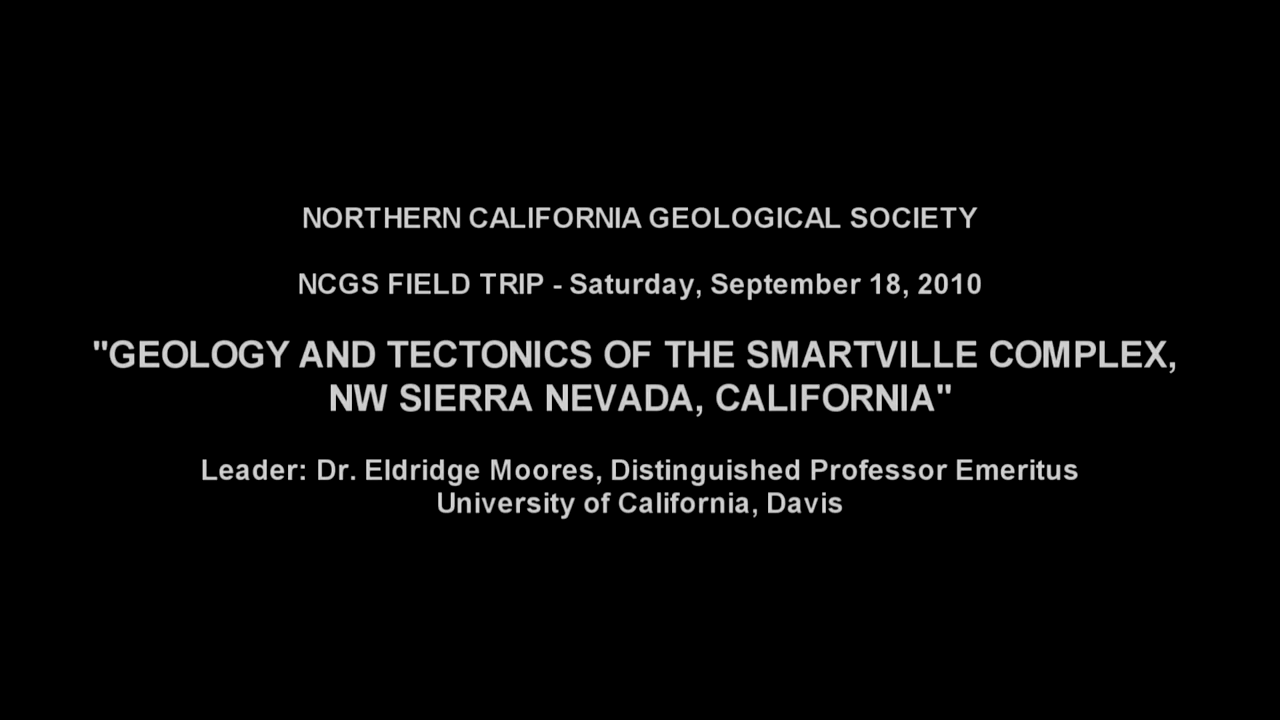 NORTHERN CALIFORNIA GEOLOGICAL SOCIETY
NCGS FIELD TRIP - Saturday, September 18, 2010
"GEOLOGY AND TECTONICS OF THE SMARTVILLE COMPLEX,
NW SIERRA NEVADA, CALIFORNIA"
Leader: Dr. Eldridge Moores, Distinguished Professor Emeritus
University of California, Davis